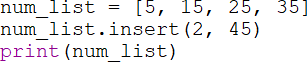 num_list = [5, 15, 25, 35]
num_list.insert(2, 45)
print(num_list)